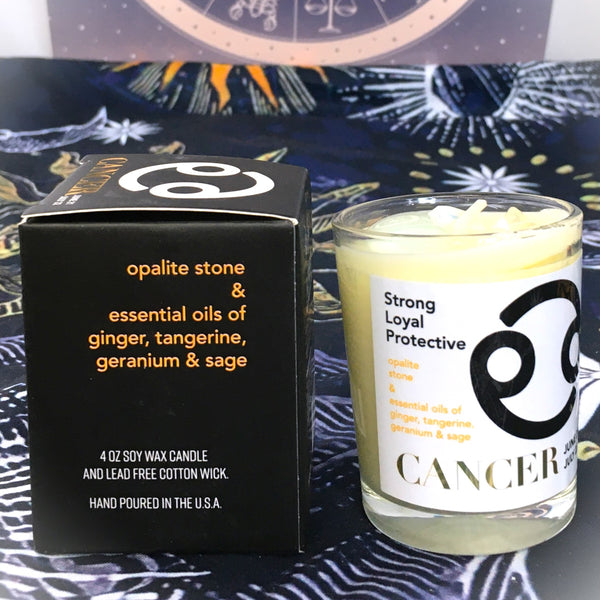 CANCER
opalite stone
&
essential oils of
ginger, tangerine,
geranium & sage
4 OZ SOY WAX CANDLE
AND LEAD FREE COTTON WICK.
HAND POURED IN THE U.S.A.
Strong
Loyal
Protective
opalite
stone
&
essential oils of
ginger, tangerine.
geranium & sage
CANCER